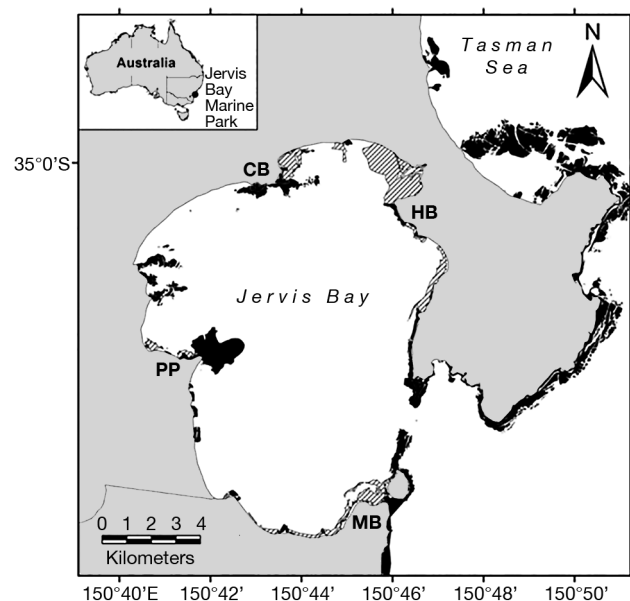 Tasman
Sea
N
Australia
Jervis
Bay
Marine
Park
35°0'S
CB
HB
Jervis Bay
PP
MB
0 1 2 3 4
Kilometers
150°40'E 150°42' 150°44' 150°46' 150°48' 150°50'